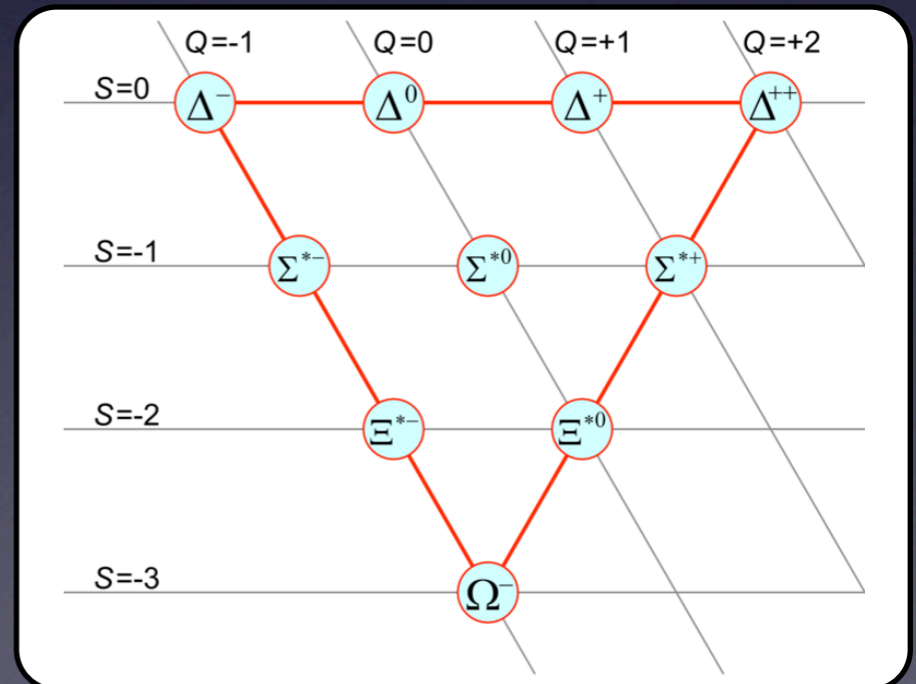 Q=-1 Q=0 Q=+1 Q=+2
S=0 Δ⁻ Δ⁰ Δ⁺ Δ⁺⁺
S=-1 Σ*⁻ Σ*⁰ Σ*⁺
S=-2 Ξ*⁻ Ξ*⁰
S=-3 Ω⁻